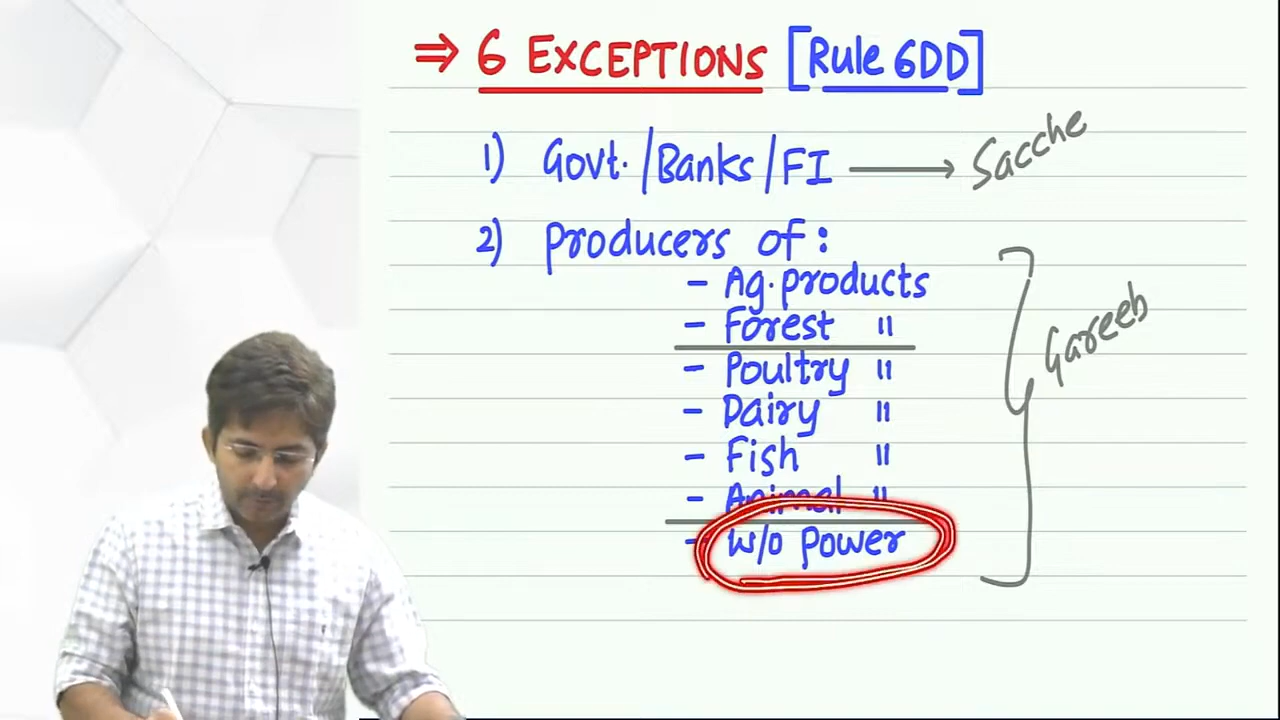 ⇒ 6 EXCEPTIONS [Rule 6DD]
1) Govt./Banks/FI ⟶ Sacche
2) Producers of:
- Ag. products
- Forest "
- Poultry "
- Dairy "
- Fish "
- Animal "
- w/o Power
Gareeb